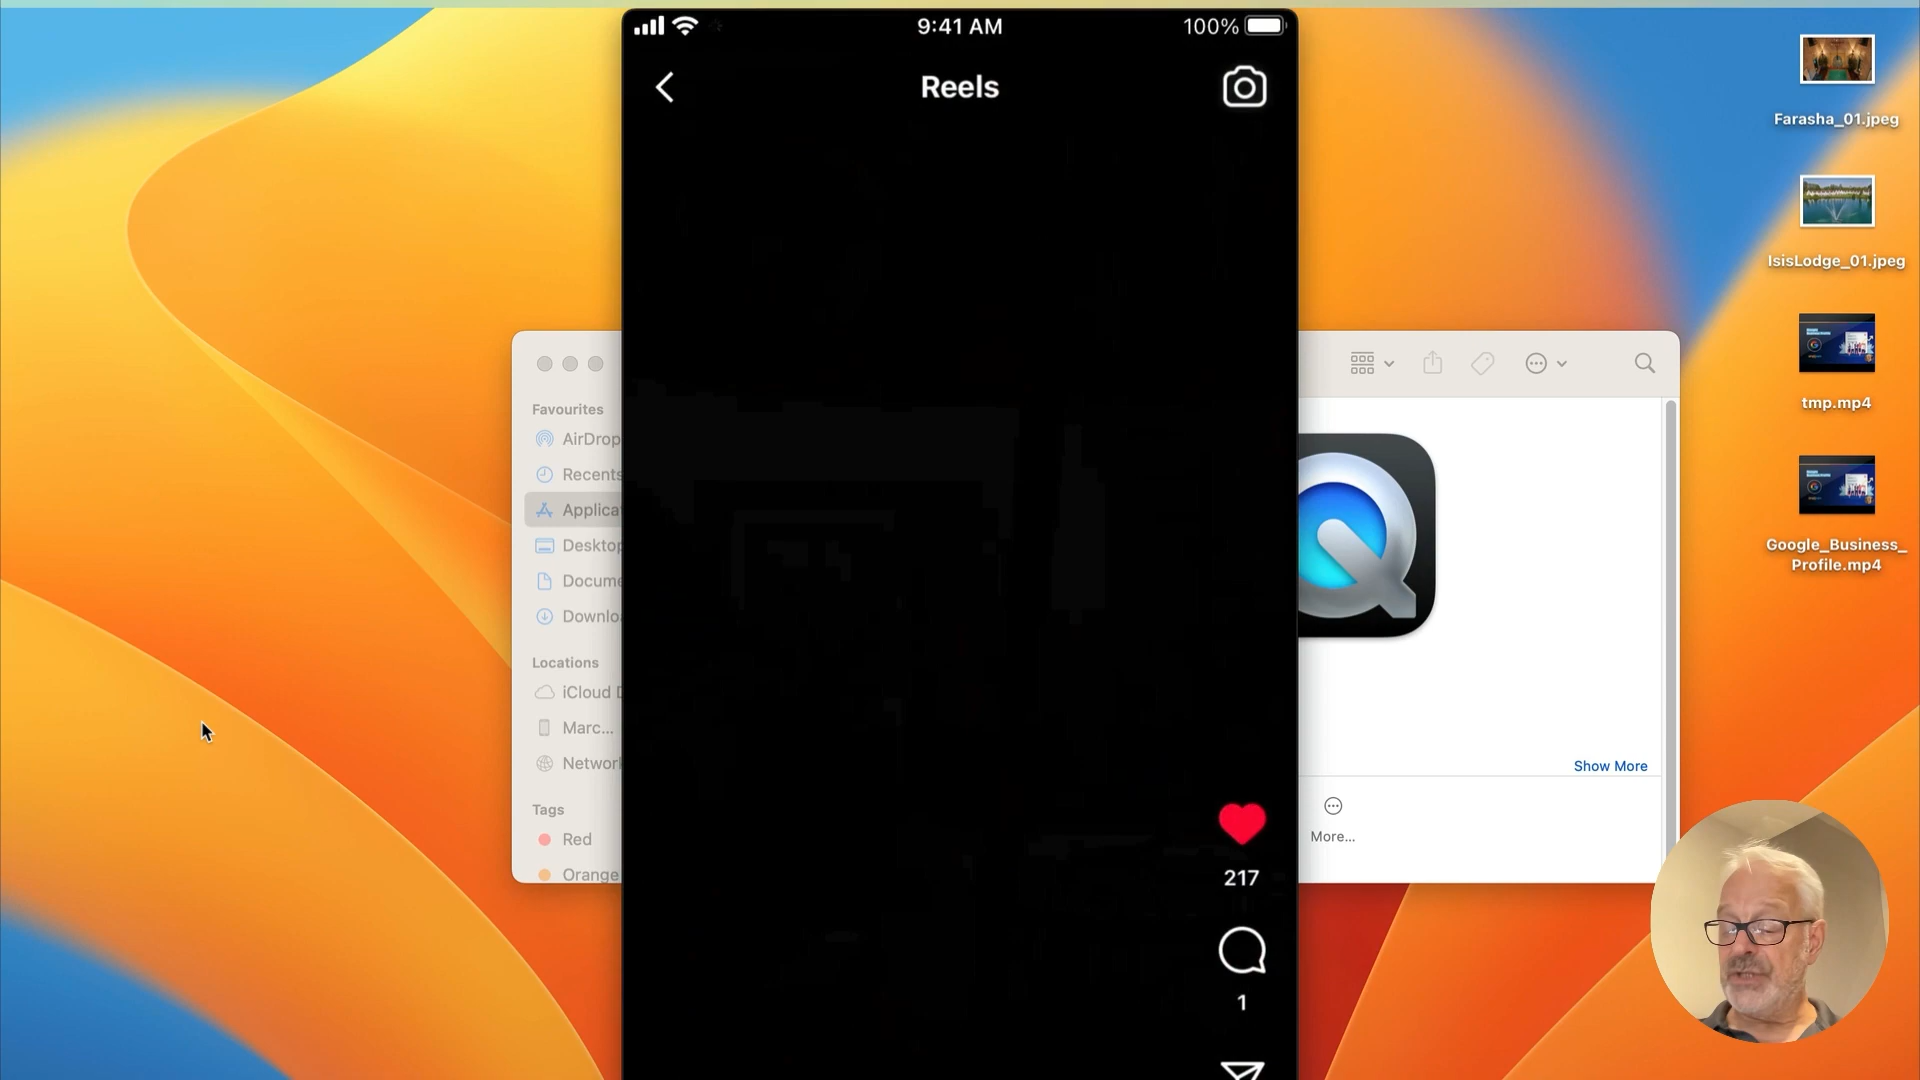 9:41 AM
100%
Reels
Farasha_01.jpeg
IsisLodge_01.jpeg
tmp.mp4
Google_Business_
Profile.mp4
Favourites
AirDrop
Recents
Applica
Desktop
Docume
Downlo
Locations
iCloud D
Marc...
Network
Tags
Red
Orange
Show More
More...
217
1